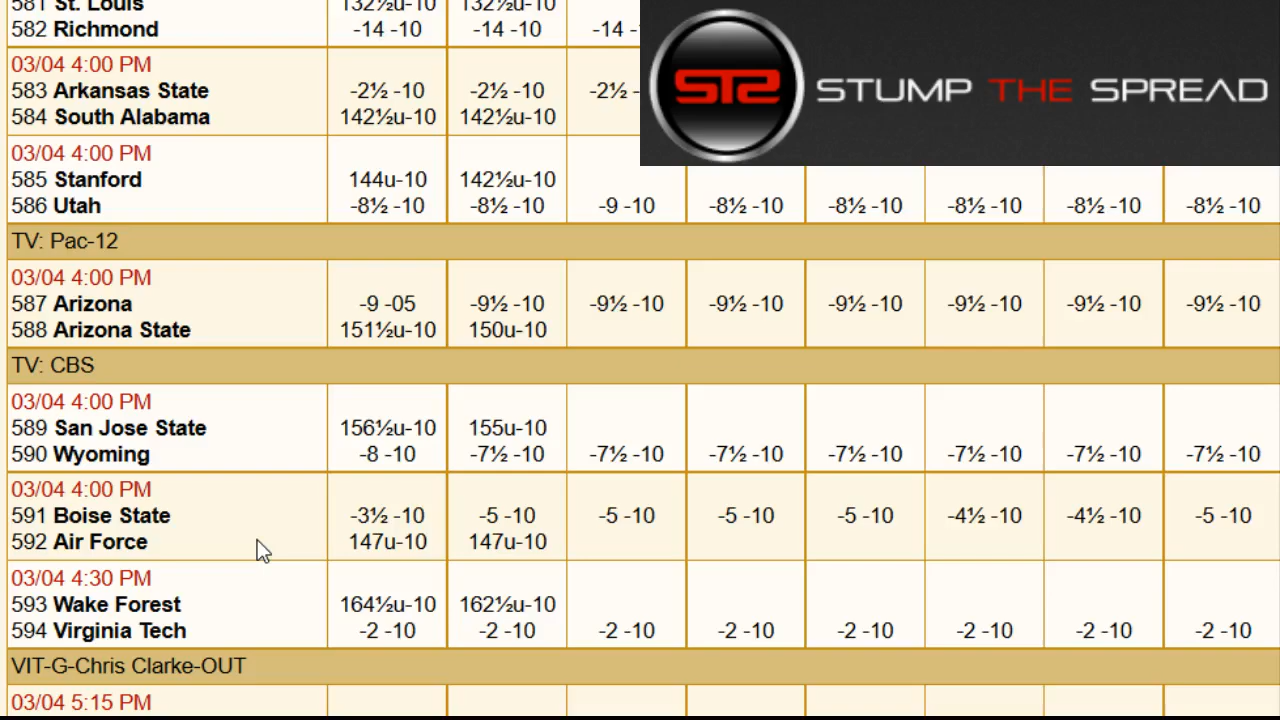 581 St. Louis 132½u-10 132½u-10
582 Richmond -14 -10 -14 -10 -14 -
STS STUMP THE SPREAD
03/04 4:00 PM
583 Arkansas State -2½ -10 -2½ -10 -2½ -
584 South Alabama 142½u-10 142½u-10
03/04 4:00 PM
585 Stanford 144u-10 142½u-10
586 Utah -8½ -10 -8½ -10 -9 -10 -8½ -10 -8½ -10 -8½ -10 -8½ -10 -8½ -10
TV: Pac-12
03/04 4:00 PM
587 Arizona -9 -05 -9½ -10 -9½ -10 -9½ -10 -9½ -10 -9½ -10 -9½ -10 -9½ -10
588 Arizona State 151½u-10 150u-10
TV: CBS
03/04 4:00 PM
589 San Jose State 156½u-10 155u-10
590 Wyoming -8 -10 -7½ -10 -7½ -10 -7½ -10 -7½ -10 -7½ -10 -7½ -10 -7½ -10
03/04 4:00 PM
591 Boise State -3½ -10 -5 -10 -5 -10 -5 -10 -5 -10 -4½ -10 -4½ -10 -5 -10
592 Air Force 147u-10 147u-10
03/04 4:30 PM
593 Wake Forest 164½u-10 162½u-10
594 Virginia Tech -2 -10 -2 -10 -2 -10 -2 -10 -2 -10 -2 -10 -2 -10 -2 -10
VIT-G-Chris Clarke-OUT
03/04 5:15 PM